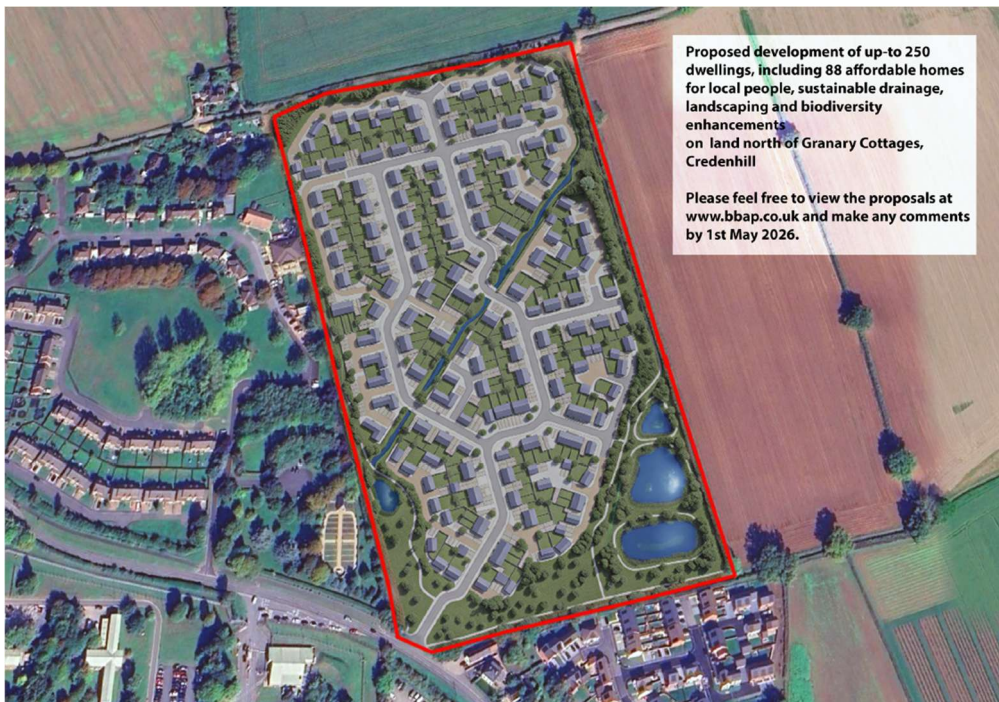 Proposed development of up-to 250
dwellings, including 88 affordable homes
for local people, sustainable drainage,
landscaping and biodiversity
enhancements
on land north of Granary Cottages,
Credenhill
Please feel free to view the proposals at
www.bbap.co.uk and make any comments
by 1st May 2026.